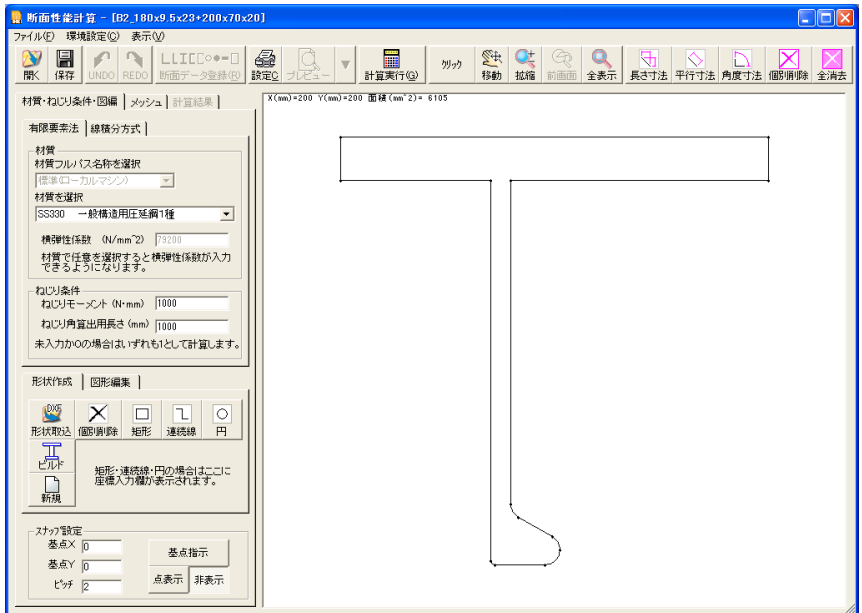 断面性能計算 - [B2_180x9.5x23+200x70x20]
ファイル(F) 環境設定(C) 表示(V)
開く 保存 UNDO REDO 断面データ登録(R) 設定C プレビュー 計算実行(G) クリック 移動 拡縮 前画面 全表示 長さ寸法 平行寸法 角度寸法 個別削除 全消去
材質・ねじり条件・図編 メッシュ 計算結果
X(mm)=200 Y(mm)=200 面積(mm^2)= 6105
有限要素法 線積分方式
材質
材質フルパス名称を選択
標準(ローカルマシン)
材質を選択
SS330 一般構造用圧延鋼1種
横弾性係数 (N/mm^2) 79200
材質で任意を選択すると横弾性係数が入力
できるようになります。
ねじり条件
ねじりモーメント (N・mm) 1000
ねじり角算出用長さ (mm) 1000
未入力か0の場合はいずれも1として計算します。
形状作成 図形編集
DXF
形状取込 個別削除 矩形 連続線 円
ビルド
新規
矩形・連続線・円の場合はここに
座標入力欄が表示されます。
スナップ設定
基点X 0
基点Y 0
ピッチ 2
基点指示
点表示 非表示